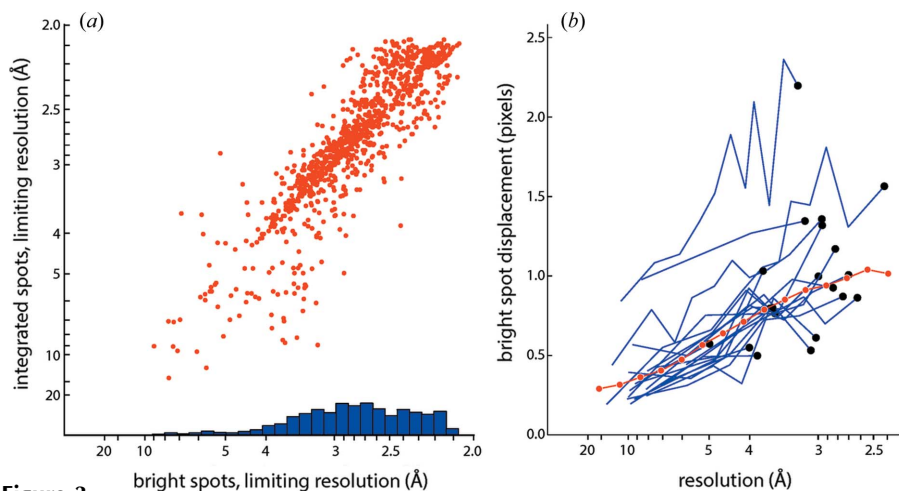 (a)
integrated spots, limiting resolution (Å)
2.0
2.5
3
4
5
10
20
20 10 5 4 3 2.5 2.0
bright spots, limiting resolution (Å)
(b)
bright spot displacement (pixels)
2.5
2.0
1.5
1.0
0.5
0.0
20 10 5 4 3 2.5
resolution (Å)